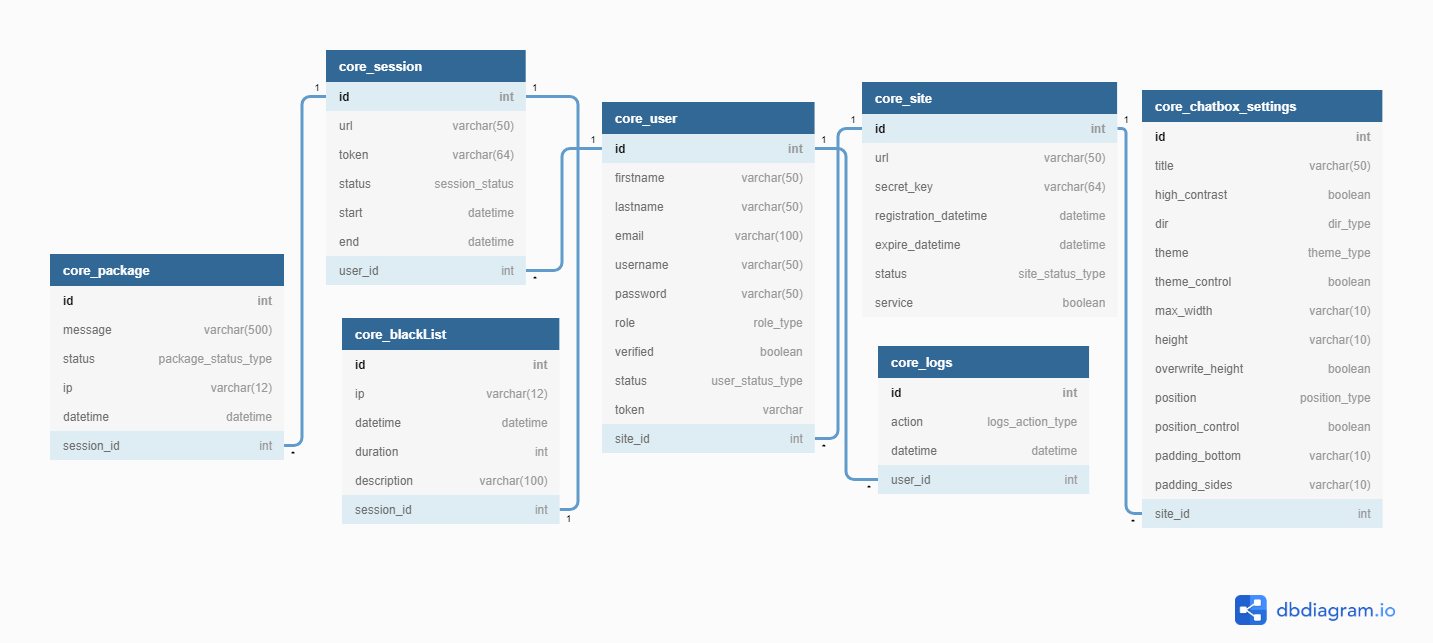 core_session
1
1
id int
url varchar(50)
token varchar(64)
status session_status
start datetime
end datetime
user_id int
*
core_package
id int
message varchar(500)
status package_status_type
ip varchar(12)
datetime datetime
session_id int
*
core_blackList
id int
ip varchar(12)
datetime datetime
duration int
description varchar(100)
session_id int
1
core_user
1
1
id int
firstname varchar(50)
lastname varchar(50)
email varchar(100)
username varchar(50)
password varchar(50)
role role_type
verified boolean
status user_status_type
token varchar
site_id int
*
core_site
1
1
id int
url varchar(50)
secret_key varchar(64)
registration_datetime datetime
expire_datetime datetime
status site_status_type
service boolean
core_logs
id int
action logs_action_type
datetime datetime
user_id int
*
core_chatbox_settings
id int
title varchar(50)
high_contrast boolean
dir dir_type
theme theme_type
theme_control boolean
max_width varchar(10)
height varchar(10)
overwrite_height boolean
position position_type
position_control boolean
padding_bottom varchar(10)
padding_sides varchar(10)
site_id int
*
dbdiagram.io